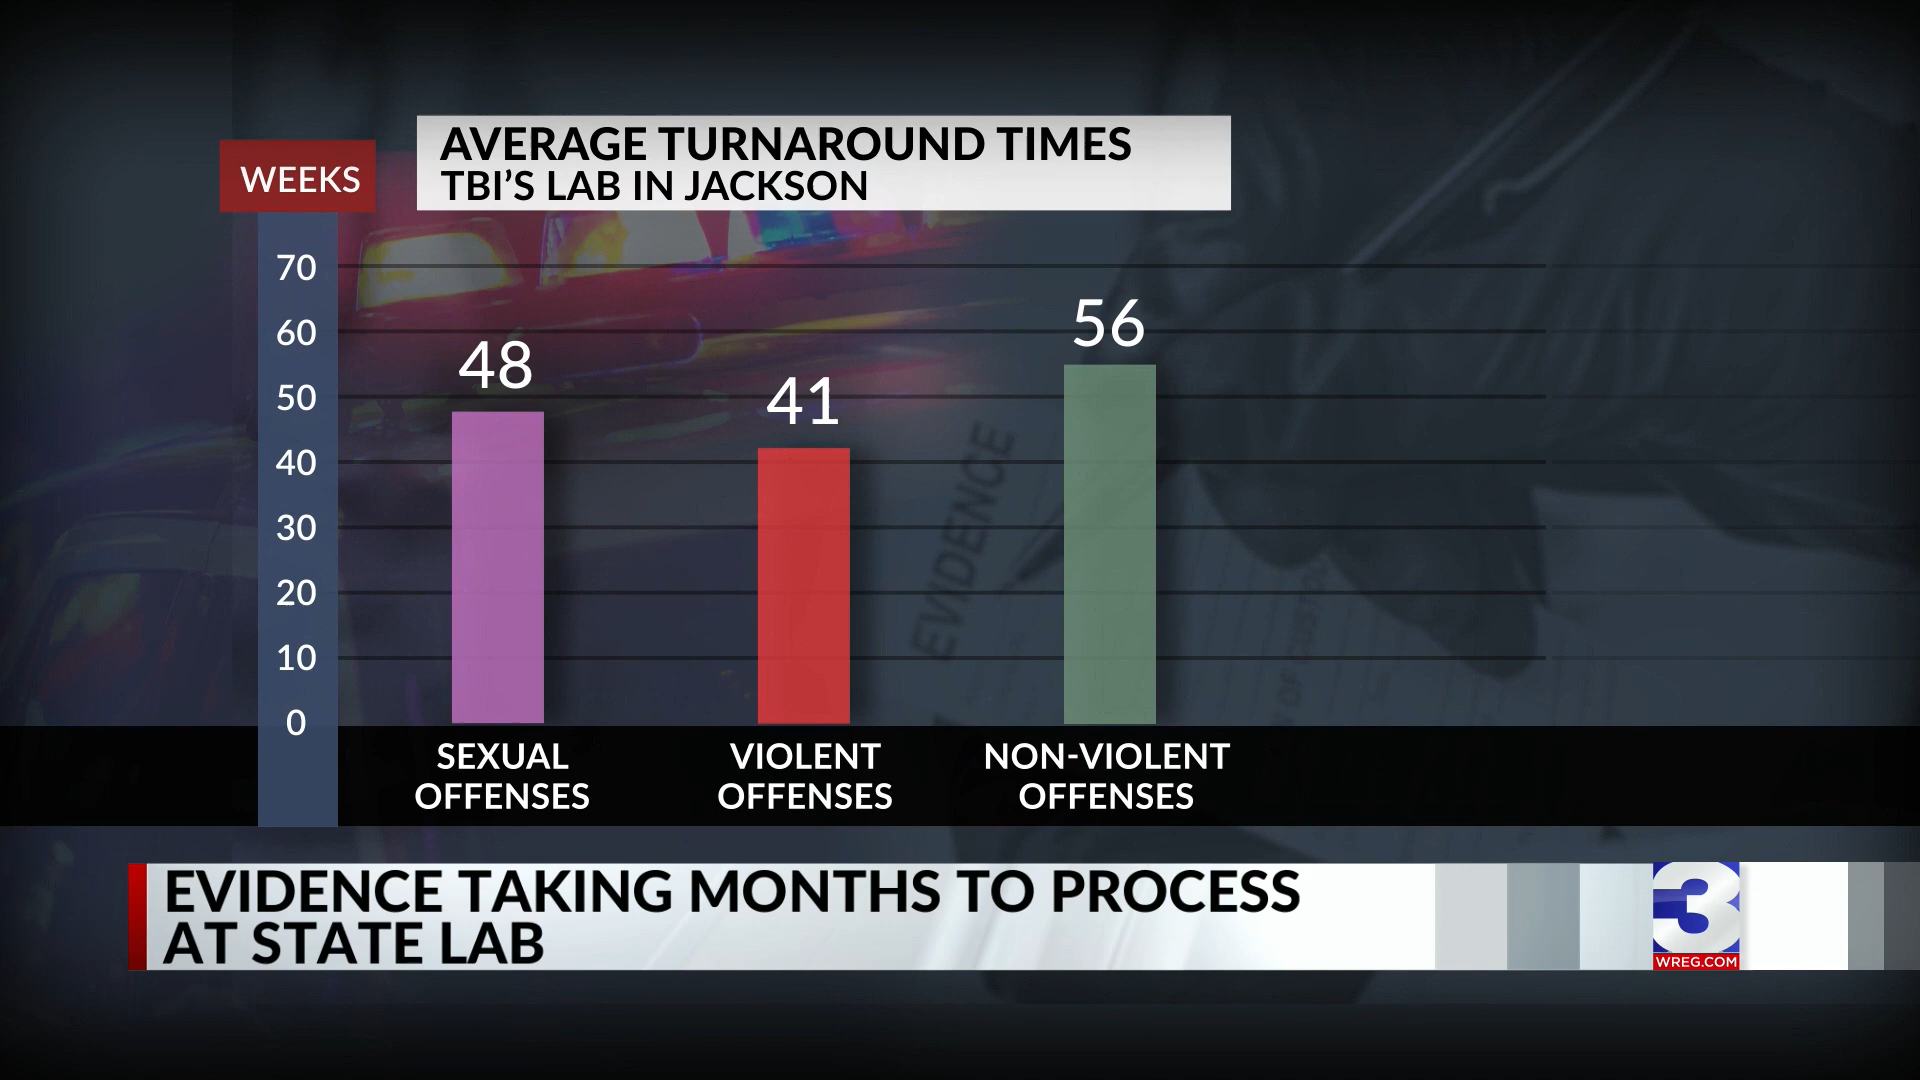 AVERAGE TURNAROUND TIMES
TBI'S LAB IN JACKSON
WEEKS
70
60
50
40
30
20
10
0
48
41
56
EVIDENCE
SEXUAL
OFFENSES
VIOLENT
OFFENSES
NON-VIOLENT
OFFENSES
EVIDENCE TAKING MONTHS TO PROCESS
AT STATE LAB
3
WREG.COM